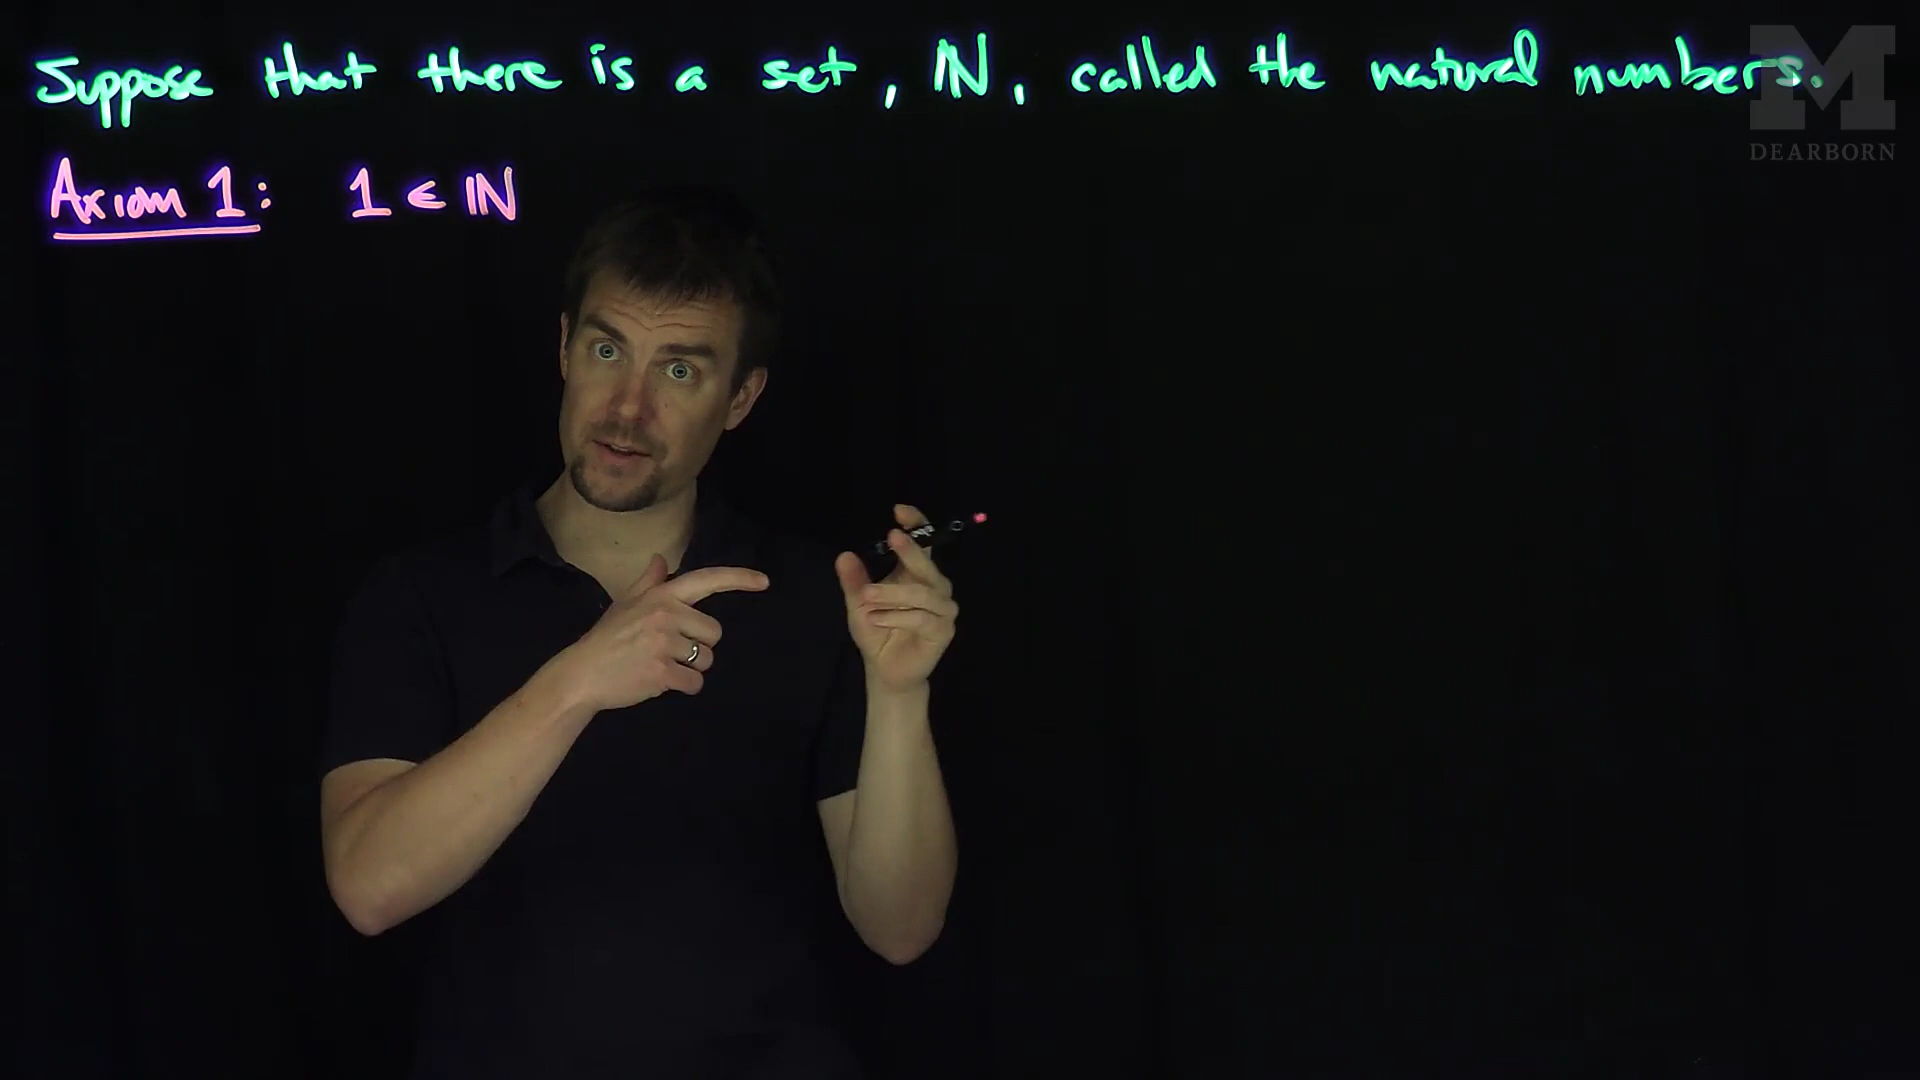 Suppose that there is a set, ℕ, called the natural numbers.
M
DEARBORN
Axiom 1: 1 ∈ ℕ